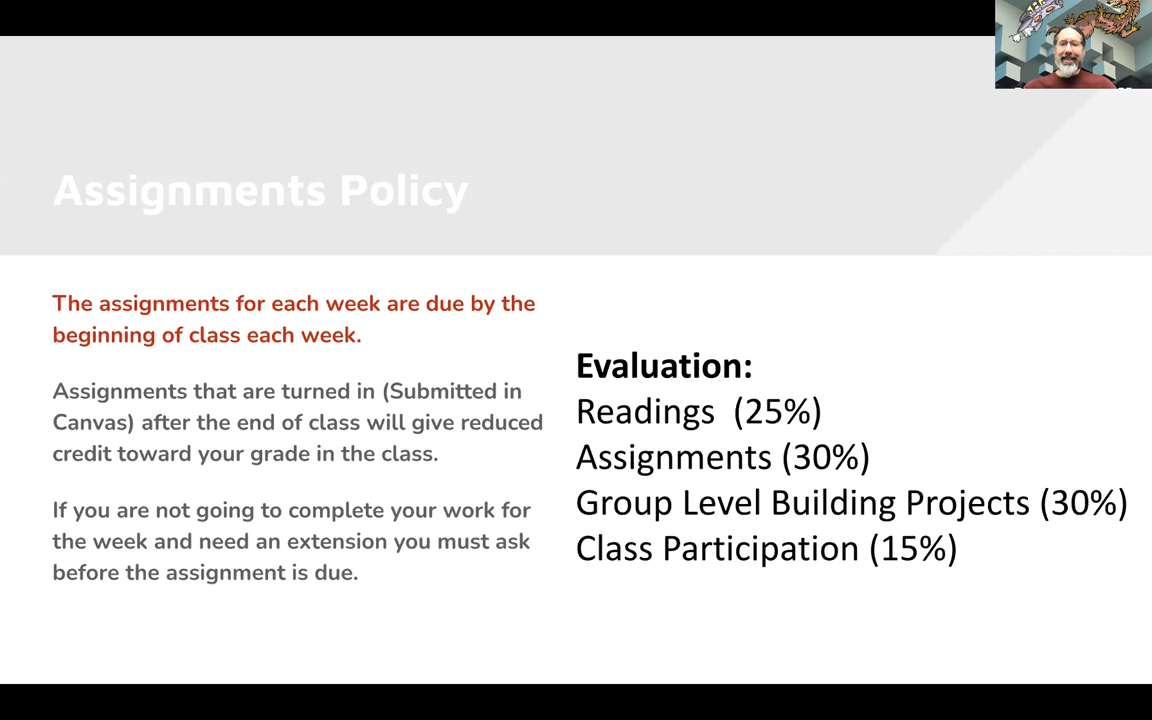 Assignments Policy
The assignments for each week are due by the
beginning of class each week.
Assignments that are turned in (Submitted in
Canvas) after the end of class will give reduced
credit toward your grade in the class.
If you are not going to complete your work for
the week and need an extension you must ask
before the assignment is due.
Evaluation:
Readings (25%)
Assignments (30%)
Group Level Building Projects (30%)
Class Participation (15%)